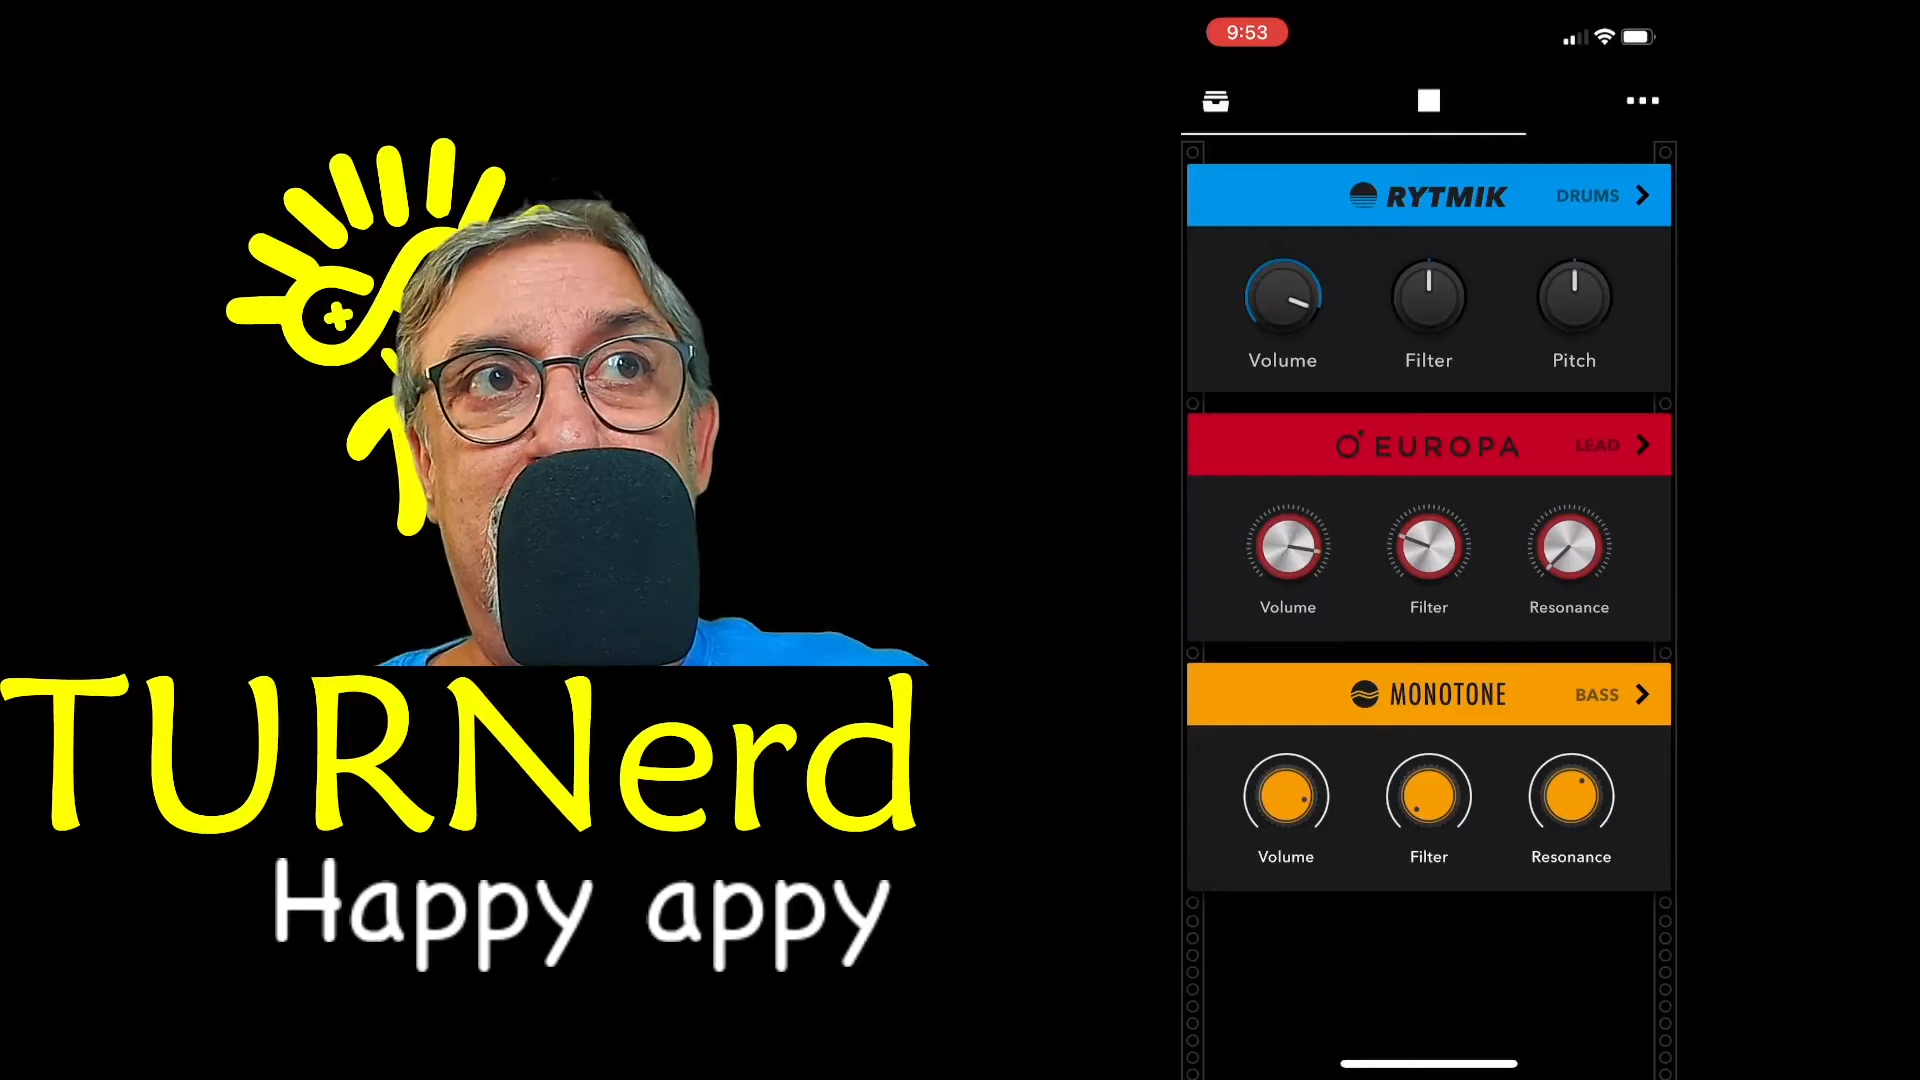 TURNerd
Happy appy
9:53
RYTMIK DRUMS
Volume Filter Pitch
EUROPA LEAD
Volume Filter Resonance
MONOTONE BASS
Volume Filter Resonance